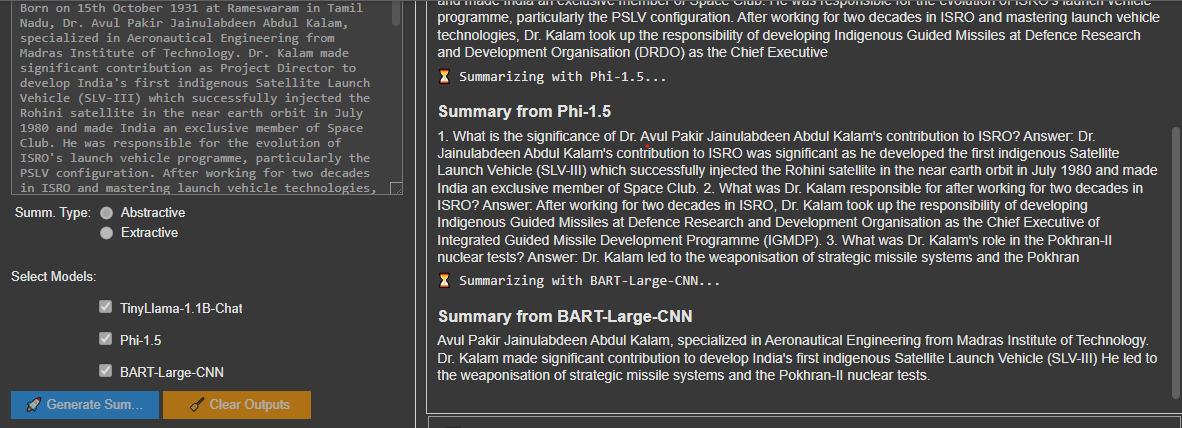 Born on 15th October 1931 at Rameswaram in Tamil
Nadu, Dr. Avul Pakir Jainulabdeen Abdul Kalam,
specialized in Aeronautical Engineering from
Madras Institute of Technology. Dr. Kalam made
significant contribution as Project Director to
develop India's first indigenous Satellite Launch
Vehicle (SLV-III) which successfully injected the
Rohini satellite in the near earth orbit in July
1980 and made India an exclusive member of Space
Club. He was responsible for the evolution of
ISRO's launch vehicle programme, particularly the
PSLV configuration. After working for two decades
in ISRO and mastering launch vehicle technologies,
Summ. Type:
Abstractive
Extractive
Select Models:
TinyLlama-1.1B-Chat
Phi-1.5
BART-Large-CNN
Generate Sum...
Clear Outputs
and made India an exclusive member of Space Club. He was responsible for the evolution of ISRO's launch vehicle
programme, particularly the PSLV configuration. After working for two decades in ISRO and mastering launch vehicle
technologies, Dr. Kalam took up the responsibility of developing Indigenous Guided Missiles at Defence Research
and Development Organisation (DRDO) as the Chief Executive
Summarizing with Phi-1.5...
Summary from Phi-1.5
1. What is the significance of Dr. Avul Pakir Jainulabdeen Abdul Kalam's contribution to ISRO? Answer: Dr.
Jainulabdeen Abdul Kalam's contribution to ISRO was significant as he developed the first indigenous Satellite
Launch Vehicle (SLV-III) which successfully injected the Rohini satellite in the near earth orbit in July 1980 and made
India an exclusive member of Space Club. 2. What was Dr. Kalam responsible for after working for two decades in
ISRO? Answer: After working for two decades in ISRO, Dr. Kalam took up the responsibility of developing
Indigenous Guided Missiles at Defence Research and Development Organisation as the Chief Executive of
Integrated Guided Missile Development Programme (IGMDP). 3. What was Dr. Kalam's role in the Pokhran-II
nuclear tests? Answer: Dr. Kalam led to the weaponisation of strategic missile systems and the Pokhran
Summarizing with BART-Large-CNN...
Summary from BART-Large-CNN
Avul Pakir Jainulabdeen Abdul Kalam, specialized in Aeronautical Engineering from Madras Institute of Technology.
Dr. Kalam made significant contribution to develop India's first indigenous Satellite Launch Vehicle (SLV-III) He led to
the weaponisation of strategic missile systems and the Pokhran-II nuclear tests.